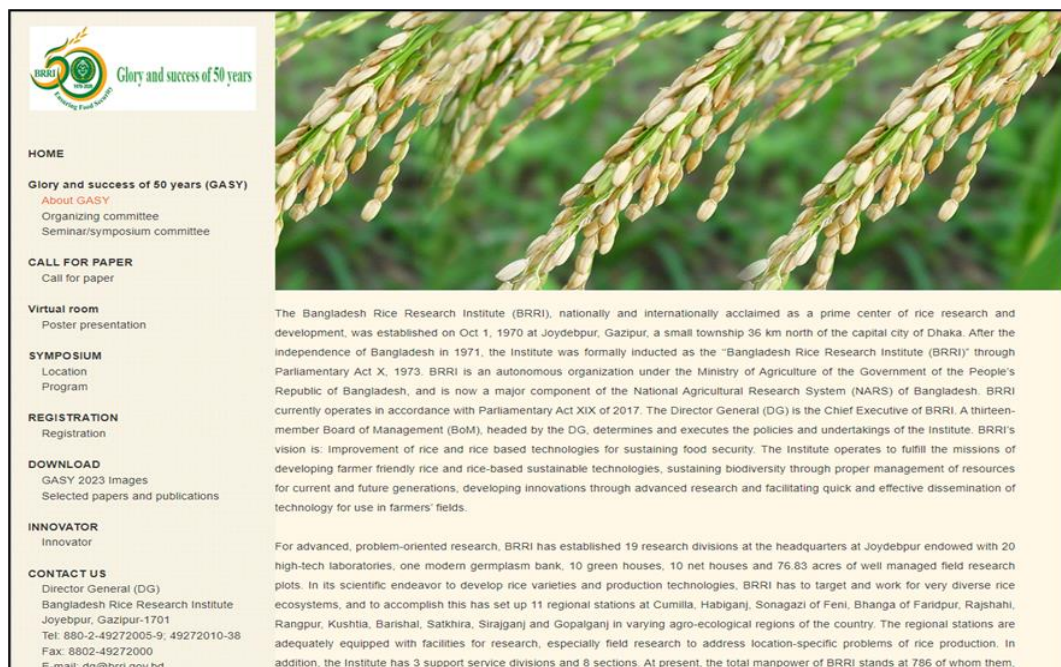 BRRI 50
1970-2020
Ensuring Food Security
Glory and success of 50 years
HOME
Glory and success of 50 years (GASY)
About GASY
Organizing committee
Seminar/symposium committee
CALL FOR PAPER
Call for paper
Virtual room
Poster presentation
SYMPOSIUM
Location
Program
REGISTRATION
Registration
DOWNLOAD
GASY 2023 Images
Selected papers and publications
INNOVATOR
Innovator
CONTACT US
Director General (DG)
Bangladesh Rice Research Institute
Joyebpur, Gazipur-1701
Tel: 880-2-49272005-9; 49272010-38
Fax: 8802-49272000
E-mail: dg@brri.gov.bd
The Bangladesh Rice Research Institute (BRRI), nationally and internationally acclaimed as a prime center of rice research and
development, was established on Oct 1, 1970 at Joydebpur, Gazipur, a small township 36 km north of the capital city of Dhaka. After the
independence of Bangladesh in 1971, the Institute was formally inducted as the “Bangladesh Rice Research Institute (BRRI)” through
Parliamentary Act X, 1973. BRRI is an autonomous organization under the Ministry of Agriculture of the Government of the People’s
Republic of Bangladesh, and is now a major component of the National Agricultural Research System (NARS) of Bangladesh. BRRI
currently operates in accordance with Parliamentary Act XIX of 2017. The Director General (DG) is the Chief Executive of BRRI. A thirteen-
member Board of Management (BoM), headed by the DG, determines and executes the policies and undertakings of the Institute. BRRI’s
vision is: Improvement of rice and rice based technologies for sustaining food security. The Institute operates to fulfill the missions of
developing farmer friendly rice and rice-based sustainable technologies, sustaining biodiversity through proper management of resources
for current and future generations, developing innovations through advanced research and facilitating quick and effective dissemination of
technology for use in farmers’ fields.
For advanced, problem-oriented research, BRRI has established 19 research divisions at the headquarters at Joydebpur endowed with 20
high-tech laboratories, one modern germplasm bank, 10 green houses, 10 net houses and 76.83 acres of well managed field research
plots. In its scientific endeavor to develop rice varieties and production technologies, BRRI has to target and work for very diverse rice
ecosystems, and to accomplish this has set up 11 regional stations at Cumilla, Habiganj, Sonagazi of Feni, Bhanga of Faridpur, Rajshahi,
Rangpur, Kushtia, Barishal, Satkhira, Sirajganj and Gopalganj in varying agro-ecological regions of the country. The regional stations are
adequately equipped with facilities for research, especially field research to address location-specific problems of rice production. In
addition, the Institute has 3 support service divisions and 8 sections. At present, the total manpower of BRRI stands at 786 of whom them,